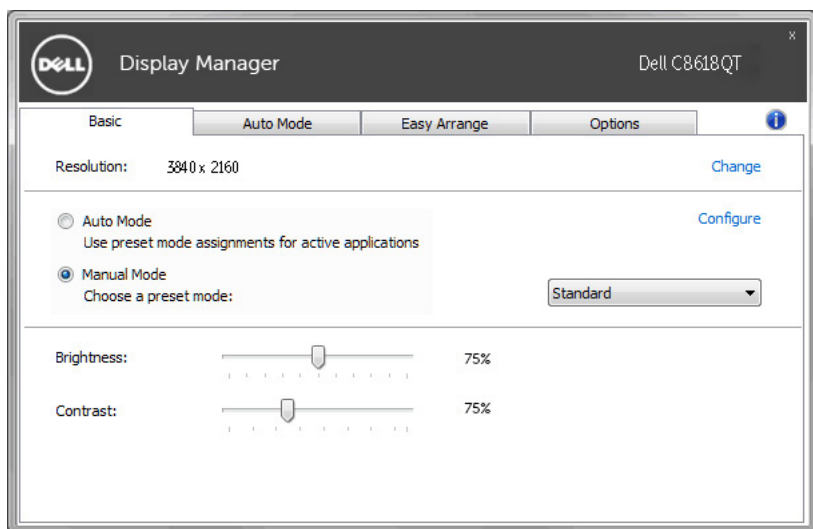 DELL Display Manager Dell C8618QT x
Basic Auto Mode Easy Arrange Options i
Resolution: 3840 x 2160 Change
Auto Mode Configure
Use preset mode assignments for active applications
Manual Mode
Choose a preset mode: Standard
Brightness: 75%
Contrast: 75%